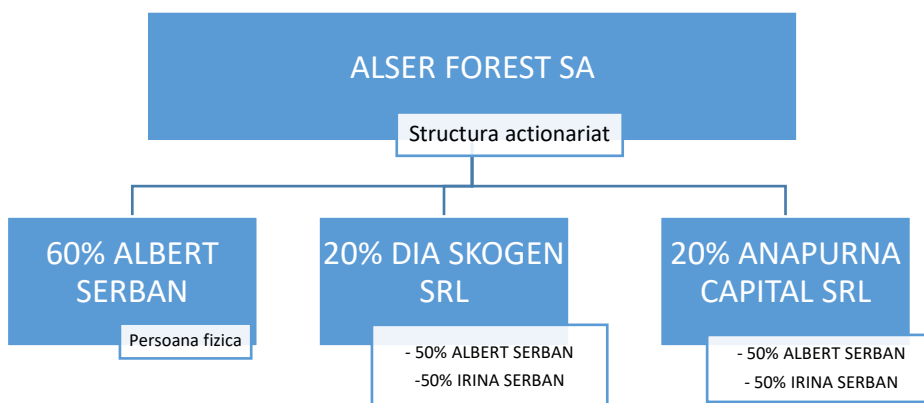 ALSER FOREST SA
Structura actionariat
60% ALBERT
SERBAN
Persoana fizica
20% DIA SKOGEN
SRL
- 50% ALBERT SERBAN
-50% IRINA SERBAN
20% ANAPURNA
CAPITAL SRL
- 50% ALBERT SERBAN
- 50% IRINA SERBAN